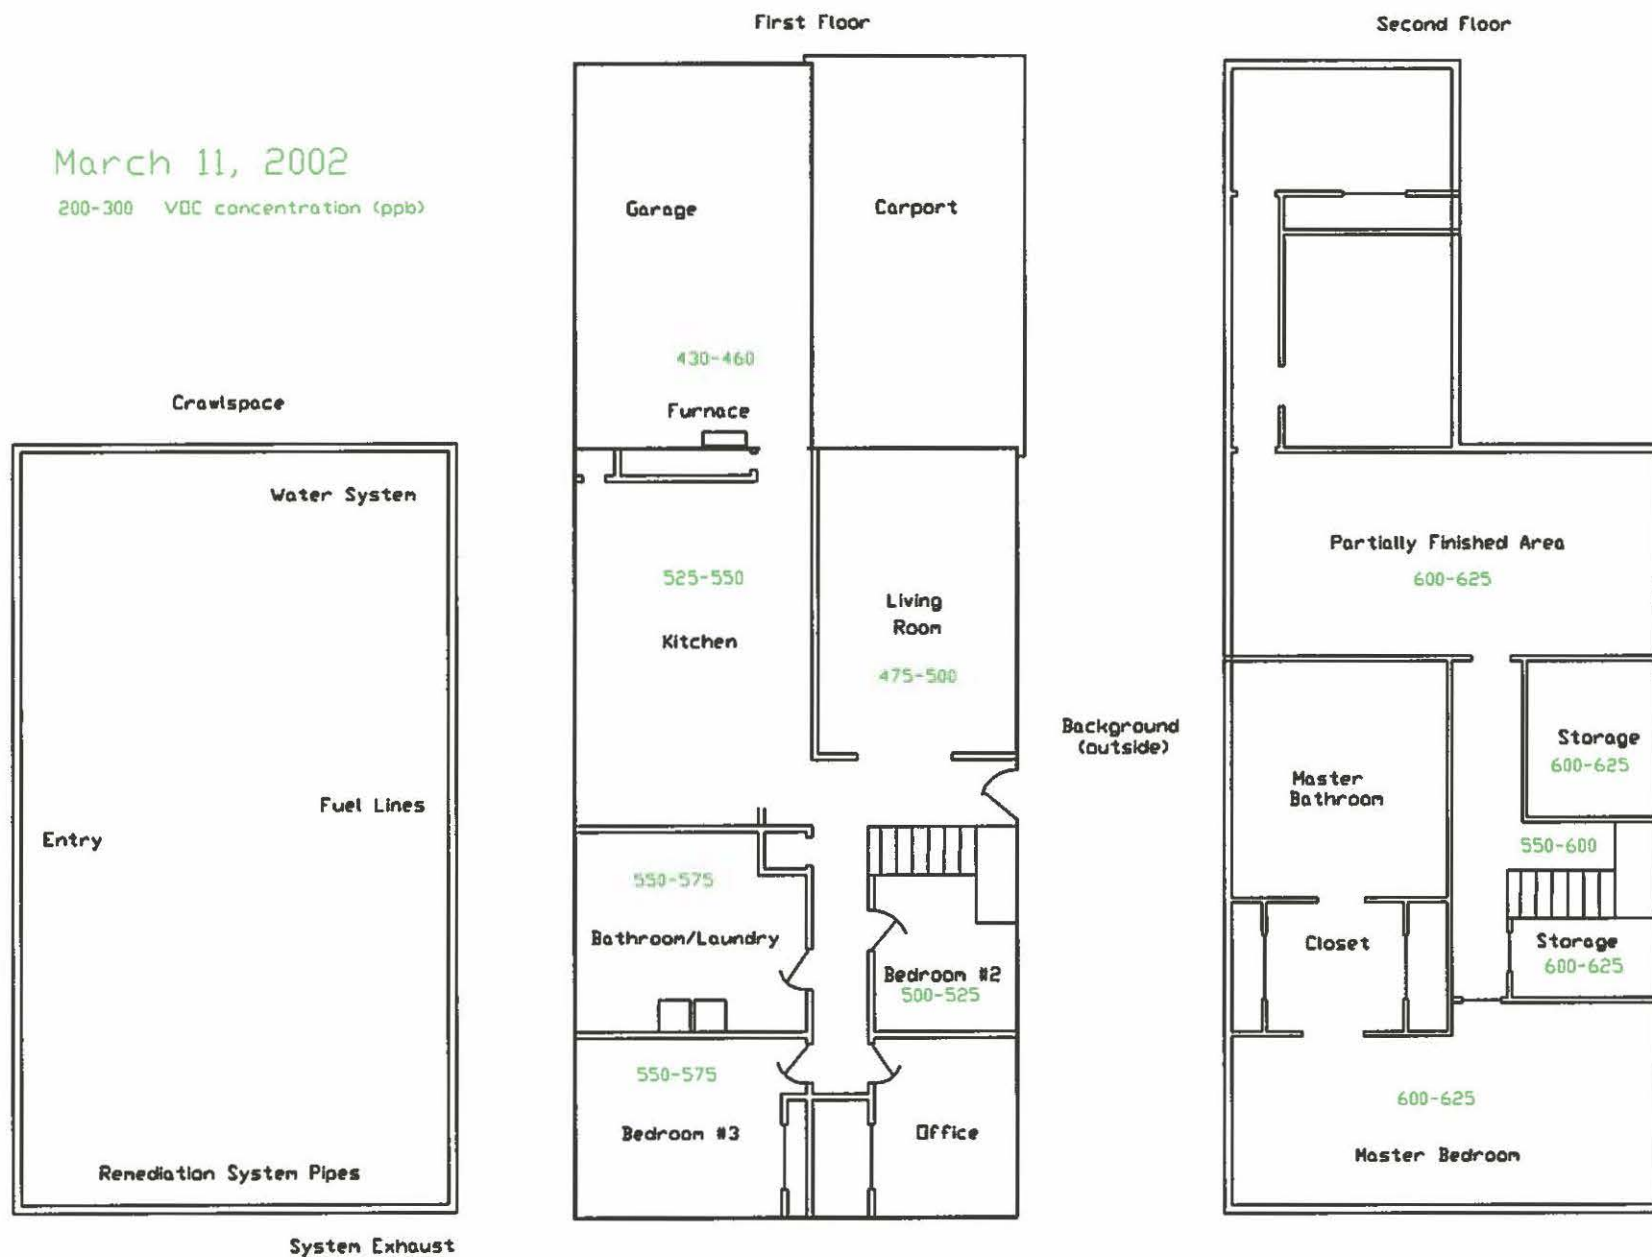 First Floor
Second Floor
March 11, 2002
200-300 VOC concentration (ppb)
Garage
Carport
430-460
Furnace
Crawlspace
Water System
Fuel Lines
Entry
Remediation System Pipes
System Exhaust
525-550
Kitchen
Living
Room
475-500
Background
(outside)
550-575
Bathroom/Laundry
Bedroom #2
500-525
550-575
Bedroom #3
Office
Partially Finished Area
600-625
Storage
600-625
Master
Bathroom
550-600
Closet
Storage
600-625
600-625
Master Bedroom